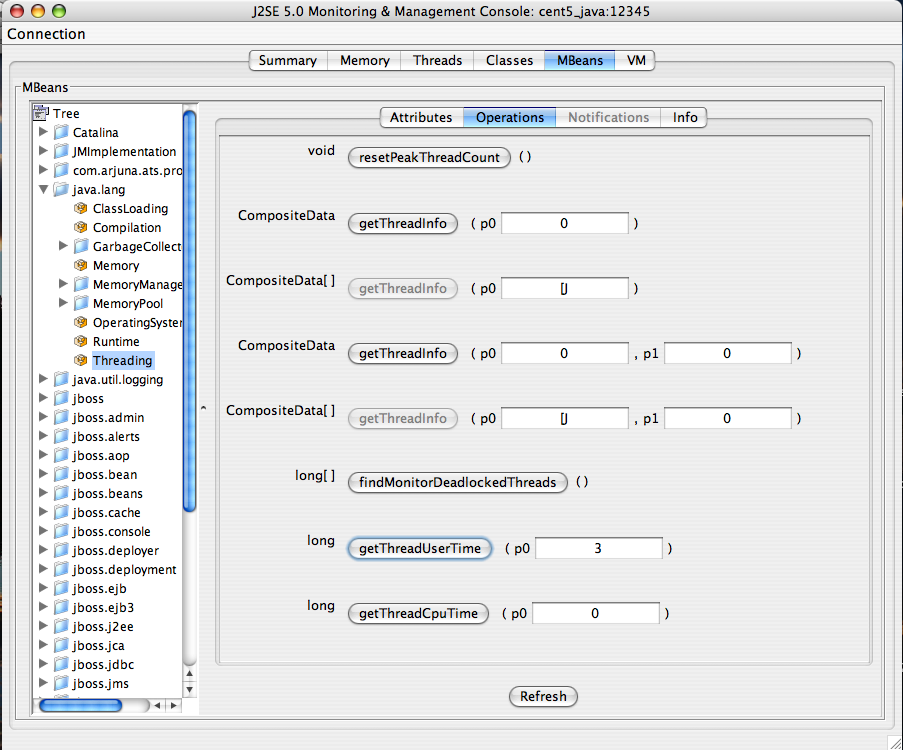 J2SE 5.0 Monitoring & Management Console: cent5_java:12345
Connection
Summary Memory Threads Classes MBeans VM
MBeans
Tree
Catalina
JMImplementation
com.arjuna.ats.pro
java.lang
ClassLoading
Compilation
GarbageCollect
Memory
MemoryManage
MemoryPool
OperatingSyster
Runtime
Threading
java.util.logging
jboss
jboss.admin
jboss.alerts
jboss.aop
jboss.bean
jboss.beans
jboss.cache
jboss.console
jboss.deployer
jboss.deployment
jboss.ejb
jboss.ejb3
jboss.j2ee
jboss.jca
jboss.jdbc
jboss.jms
Attributes Operations Notifications Info
void resetPeakThreadCount ()
CompositeData getThreadInfo ( p0 0 )
CompositeData[] getThreadInfo ( p0 [J )
CompositeData getThreadInfo ( p0 0 , p1 0 )
CompositeData[] getThreadInfo ( p0 [J , p1 0 )
long[] findMonitorDeadlockedThreads ()
long getThreadUserTime ( p0 3 )
long getThreadCpuTime ( p0 0 )
Refresh